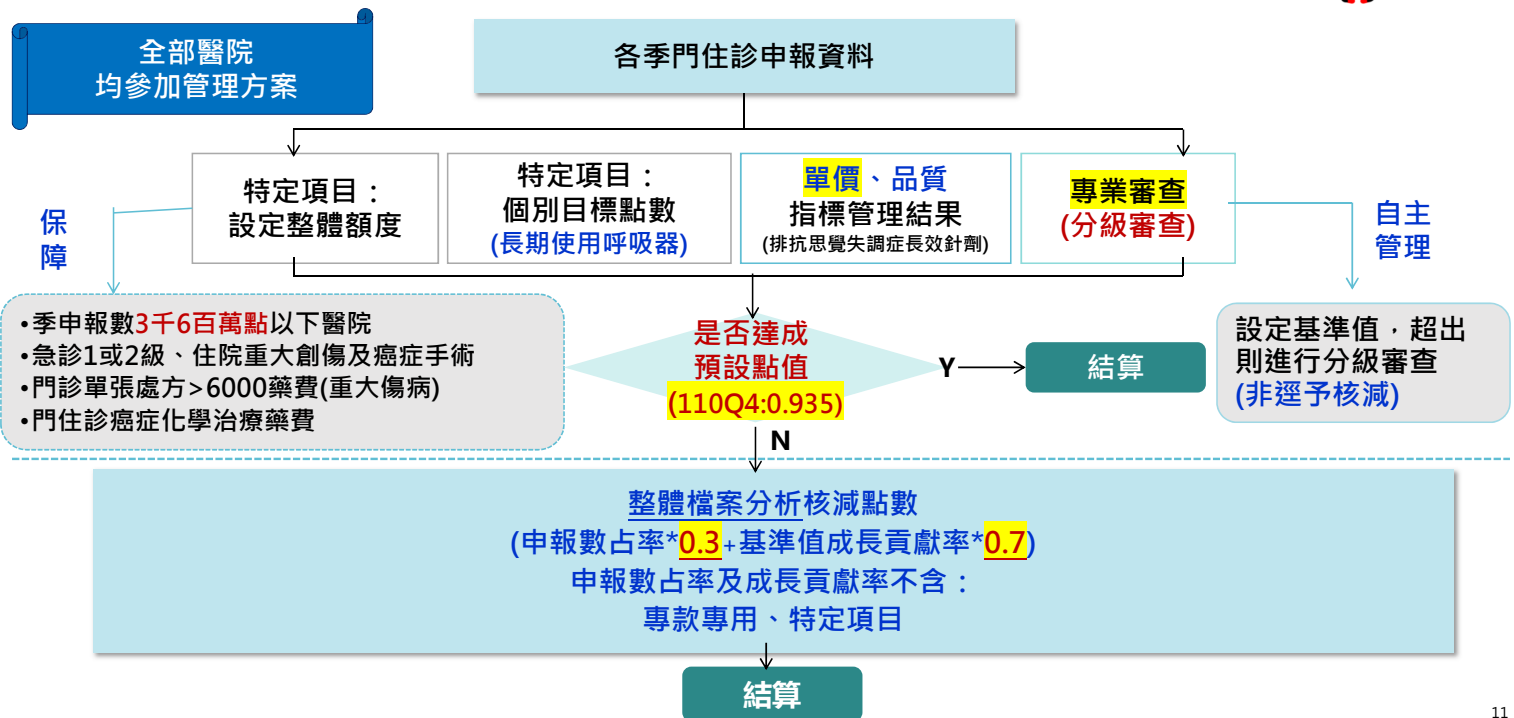 全部醫院
均參加管理方案
各季門住診申報資料
特定項目：
設定整體額度
特定項目：
個別目標點數
(長期使用呼吸器)
單價、品質
指標管理結果
(排抗思覺失調症長效針劑)
專業審查
(分級審查)
保
障
自主
管理
•季申報數3千6百萬點以下醫院
•急診1或2級、住院重大創傷及癌症手術
•門診單張處方>6000藥費(重大傷病)
•門住診癌症化學治療藥費
是否達成
預設點值
(110Q4:0.935)
Y
結算
設定基準值，超出
則進行分級審查
(非逕予核減)
N
整體檔案分析核減點數
(申報數占率*0.3+基準值成長貢獻率*0.7)
申報數占率及成長貢獻率不含：
專款專用、特定項目
結算
11